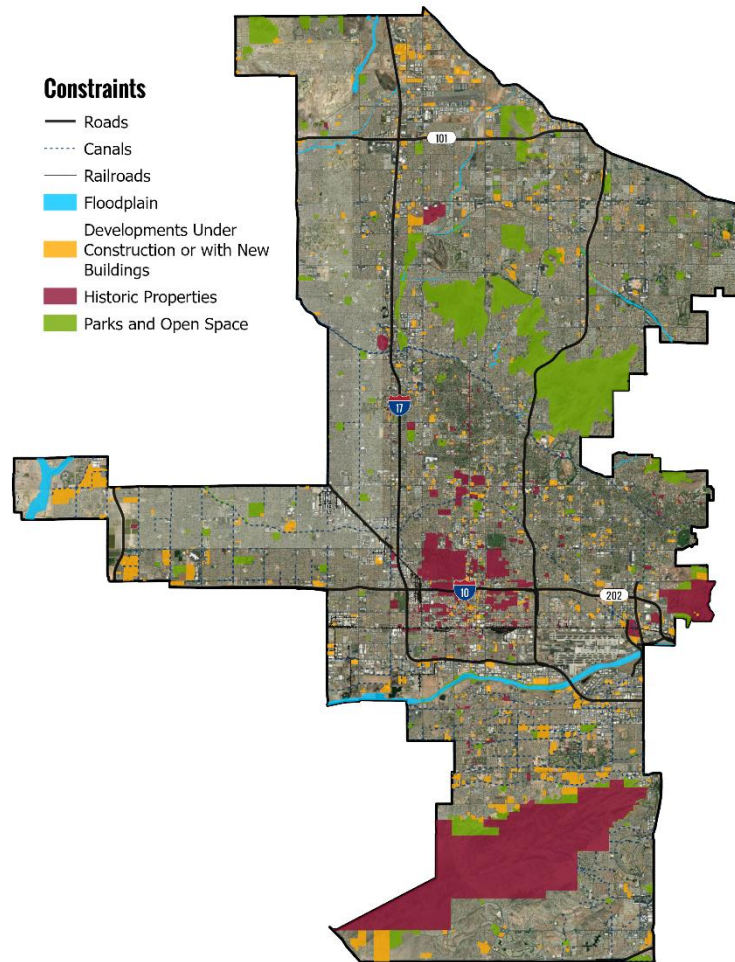 Constraints
Roads
Canals
Railroads
Floodplain
Developments Under
Construction or with New
Buildings
Historic Properties
Parks and Open Space
101
17
10
202